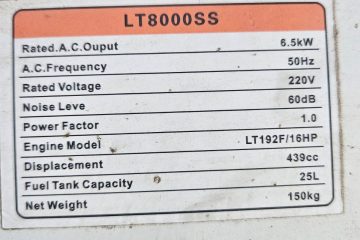 LT8000SS
Rated.A.C.Ouput 6.5kW
A.C.Frequency 50Hz
Rated Voltage 220V
Noise Leve 60dB
Power Factor 1.0
Engine Model LT192F/16HP
Displacement 439cc
Fuel Tank Capacity 25L
Net Weight 150kg